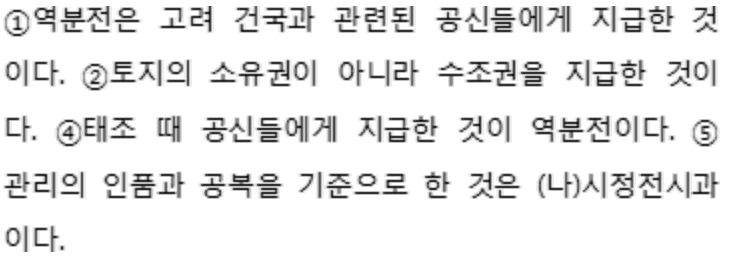 ①역분전은 고려 건국과 관련된 공신들에게 지급한 것
이다. ②토지의 소유권이 아니라 수조권을 지급한 것이
다. ④태조 때 공신들에게 지급한 것이 역분전이다. ⑤
관리의 인품과 공복을 기준으로 한 것은 (나)시정전시과
이다.